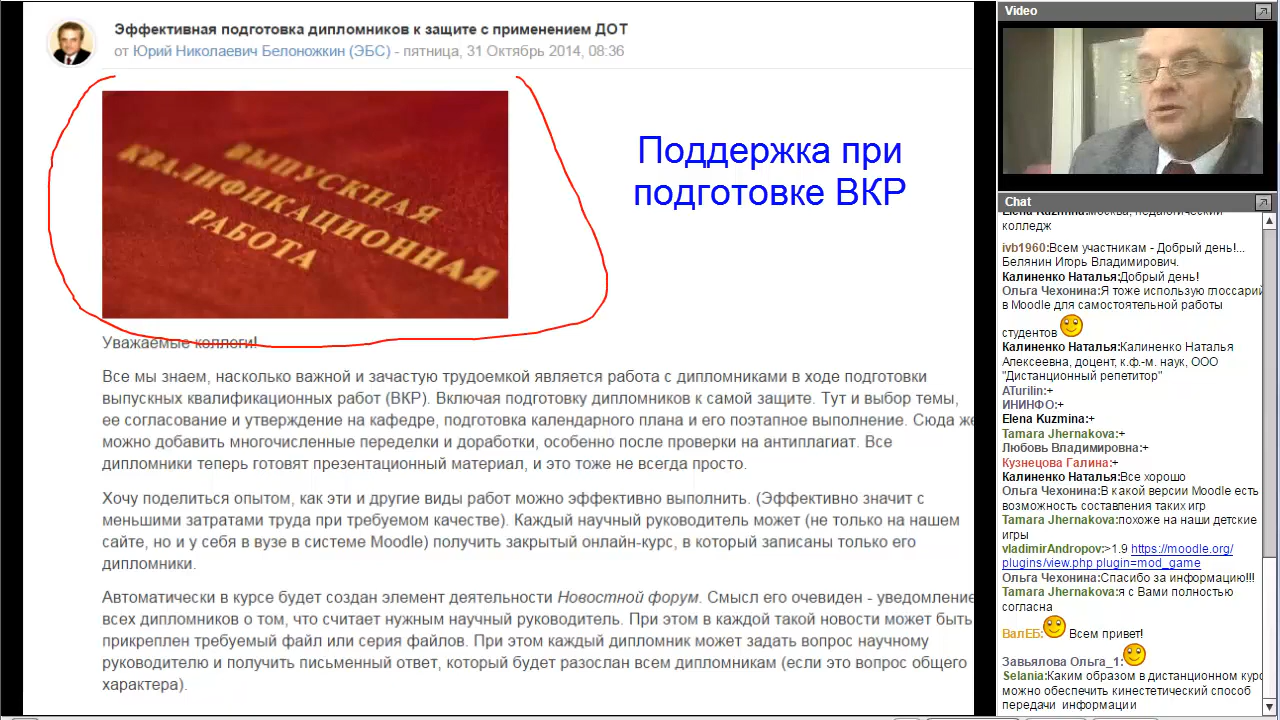 Эффективная подготовка дипломников к защите с применением ДОТ
от Юрий Николаевич Белоножкин (ЭБС) - пятница, 31 Октябрь 2014, 08:36
ВЫПУСКНАЯ
КВАЛИФИКАЦИОННАЯ
РАБОТА
Поддержка при
подготовке ВКР
Уважаемые коллеги!
Все мы знаем, насколько важной и зачастую трудоемкой является работа с дипломниками в ходе подготовки
выпускных квалификационных работ (ВКР). Включая подготовку дипломников к самой защите. Тут и выбор темы,
ее согласование и утверждение на кафедре, подготовка календарного плана и его поэтапное выполнение. Сюда же
можно добавить многочисленные переделки и доработки, особенно после проверки на антиплагиат. Все
дипломники теперь готовят презентационный материал, и это тоже не всегда просто.
Хочу поделиться опытом, как эти и другие виды работ можно эффективно выполнить. (Эффективно значит с
меньшими затратами труда при требуемом качестве). Каждый научный руководитель может (не только на нашем
сайте, но и у себя в вузе в системе Moodle) получить закрытый онлайн-курс, в который записаны только его
дипломники.
Автоматически в курсе будет создан элемент деятельности Новостной форум. Смысл его очевиден - уведомление
всех дипломников о том, что считает нужным научный руководитель. При этом в каждой такой новости может быть
прикреплен требуемый файл или серия файлов. При этом каждый дипломник может задать вопрос научному
руководителю и получить письменный ответ, который будет разослан всем дипломникам (если это вопрос общего
характера).
Video
Chat
Elena Kuzmina:москва, педагогический
колледж
ivb1960:Всем участникам - Добрый день!...
Белянин Игорь Владимирович.
Калиненко Наталья:Добрый день!
Ольга Чехонина:Я тоже использую глоссарий
в Moodle для самостоятельной работы
студентов
Калиненко Наталья:Калиненко Наталья
Алексеевна, доцент, к.ф.-м. наук, ООО
"Дистанционный репетитор"
ATurilin:+
ИНИНФО:+
Elena Kuzmina:+
Tamara Jhernakova:+
Любовь Владимировна:+
Кузнецова Галина:+
Калиненко Наталья:Все хорошо
Ольга Чехонина:В какой версии Moodle есть
возможность составления таких игр
Tamara Jhernakova:похоже на наши детские
игры
vladimirAndropov:>1.9 https://moodle.org/
plugins/view.php plugin=mod_game
Ольга Чехонина:Спасибо за информацию!!!
Tamara Jhernakova:я с Вами полностью
согласна
ВалЕБ: Всем привет!
Завьялова Ольга_1:
Selania:Каким образом в дистанционном курс
можно обеспечить кинестетический способ
передачи информации